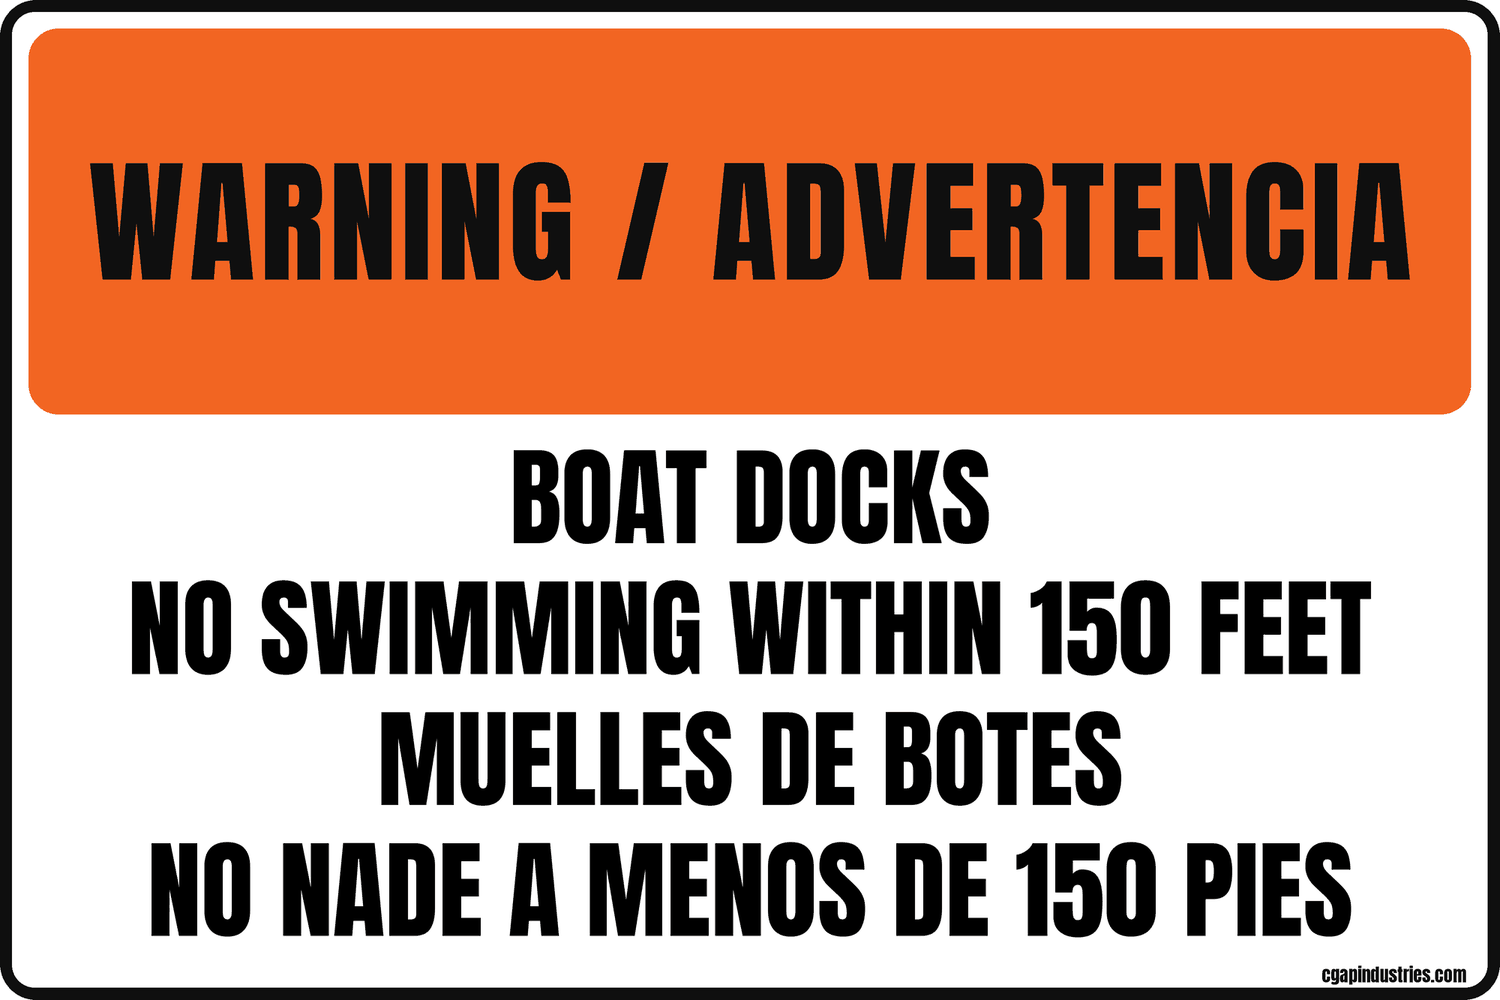 WARNING / ADVERTENCIA
BOAT DOCKS
NO SWIMMING WITHIN 150 FEET
MUELLES DE BOTES
NO NADE A MENOS DE 150 PIES
cgapindustries.com